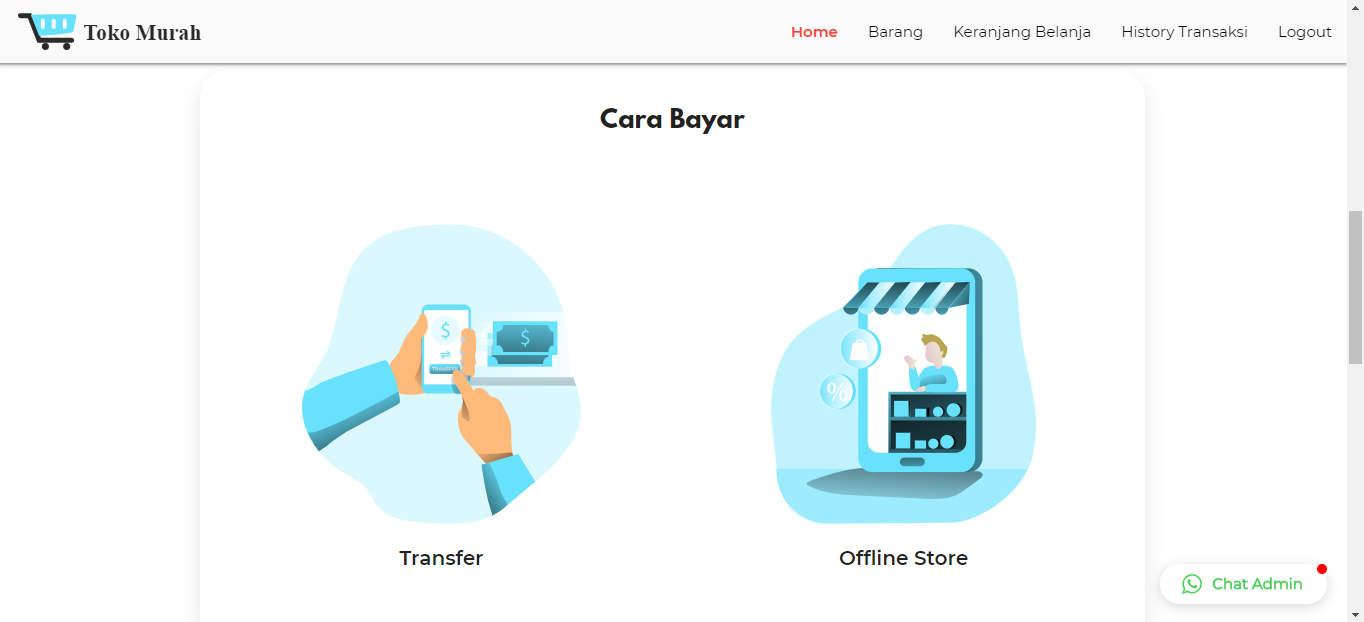 Toko Murah
Home Barang Keranjang Belanja History Transaksi Logout
Cara Bayar
$
$
TRANSFER
%
Transfer
Offline Store
Chat Admin